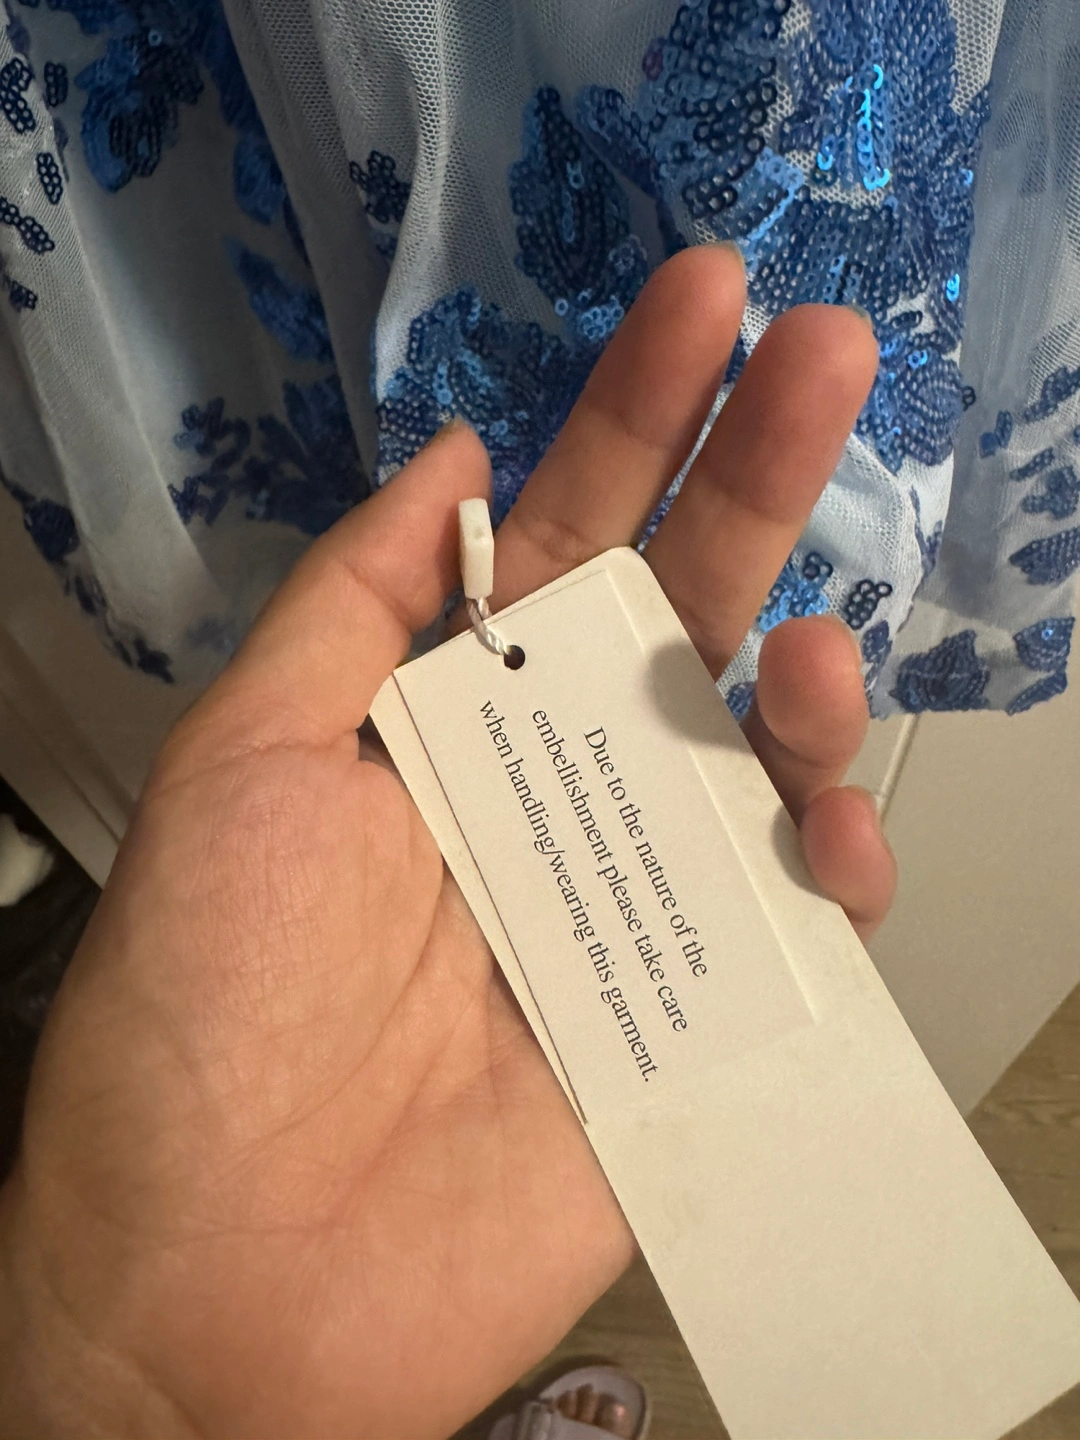 Due to the nature of the
embellishment please take care
when handling/wearing this garment.